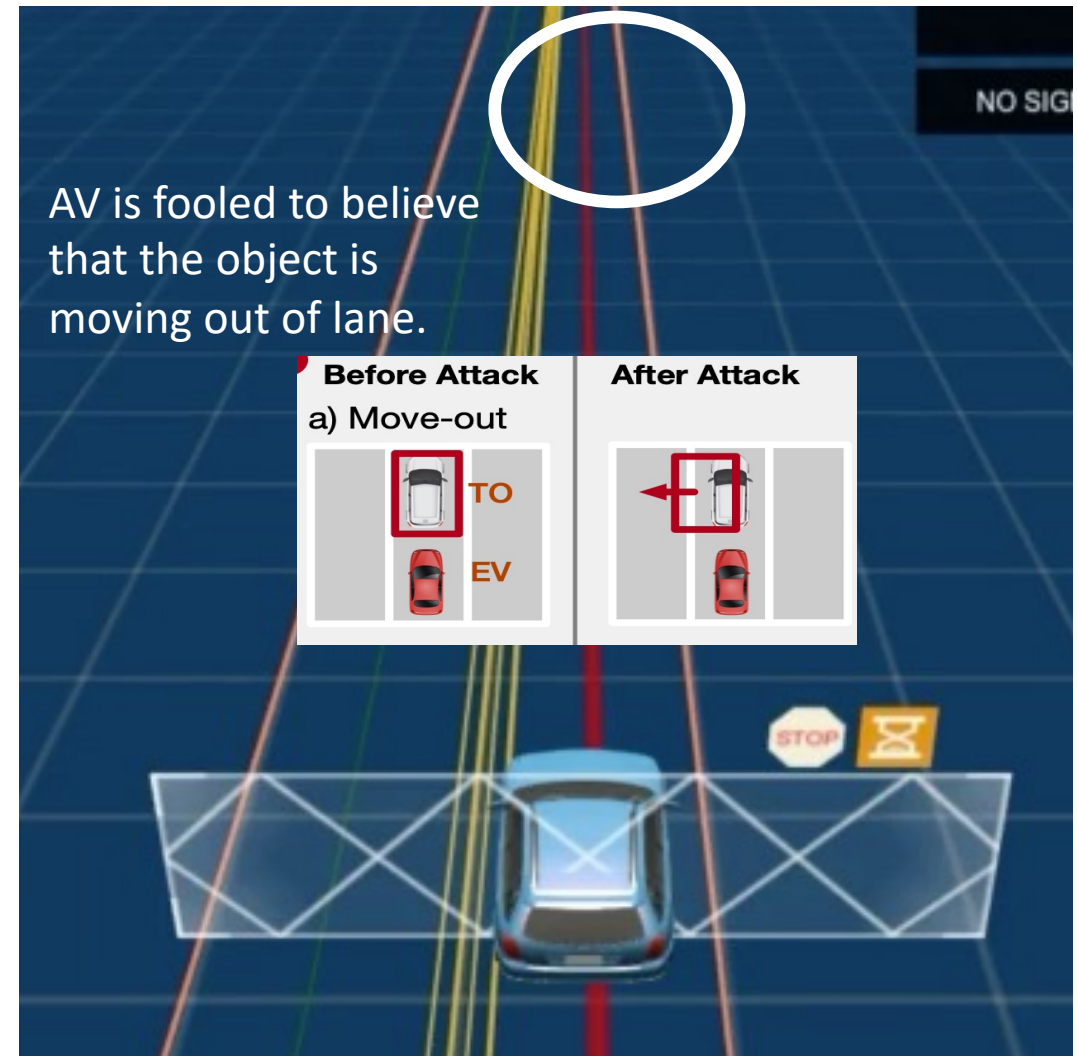 NO SIG
AV is fooled to believe
that the object is
moving out of lane.
Before Attack
After Attack
a) Move-out
TO
EV
STOP